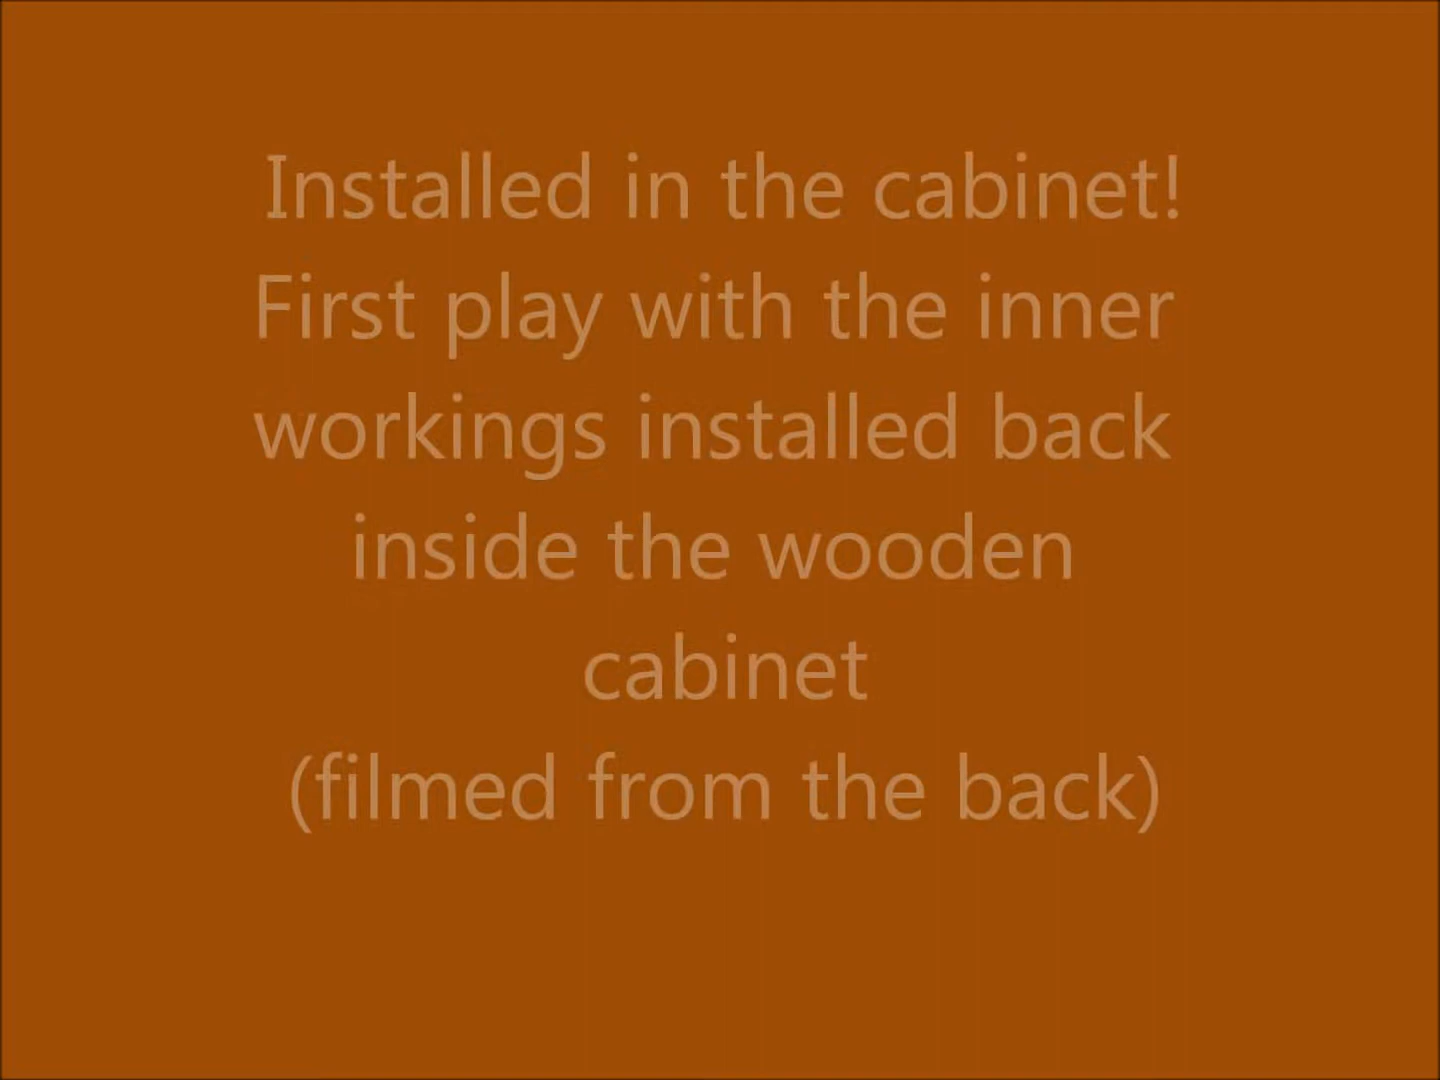 Installed in the cabinet!
First play with the inner
workings installed back
inside the wooden
cabinet
(filmed from the back)